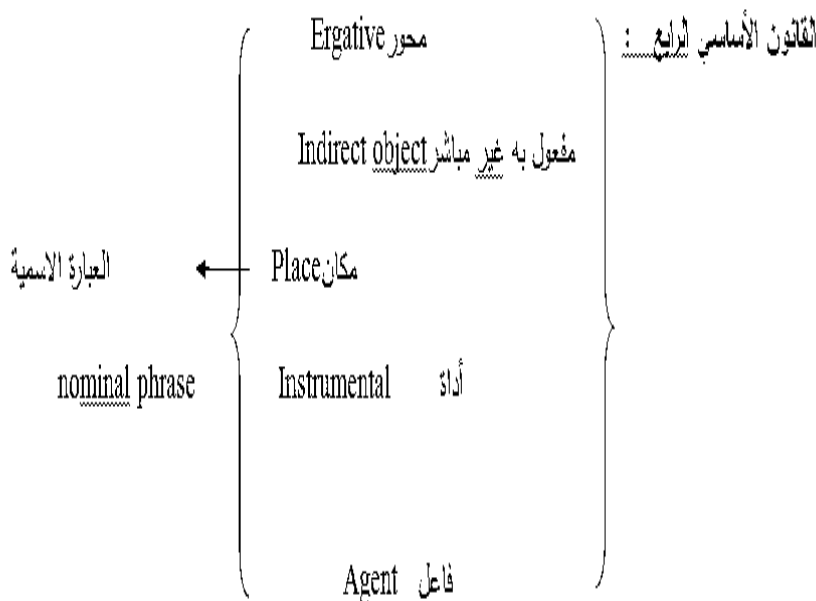 القانون الأساسي الرابع :
محور Ergative
مفعول به غير مباشر Indirect object
مكان Place ← العبارة الاسمية
أداة Instrumental nominal phrase
فاعل Agent